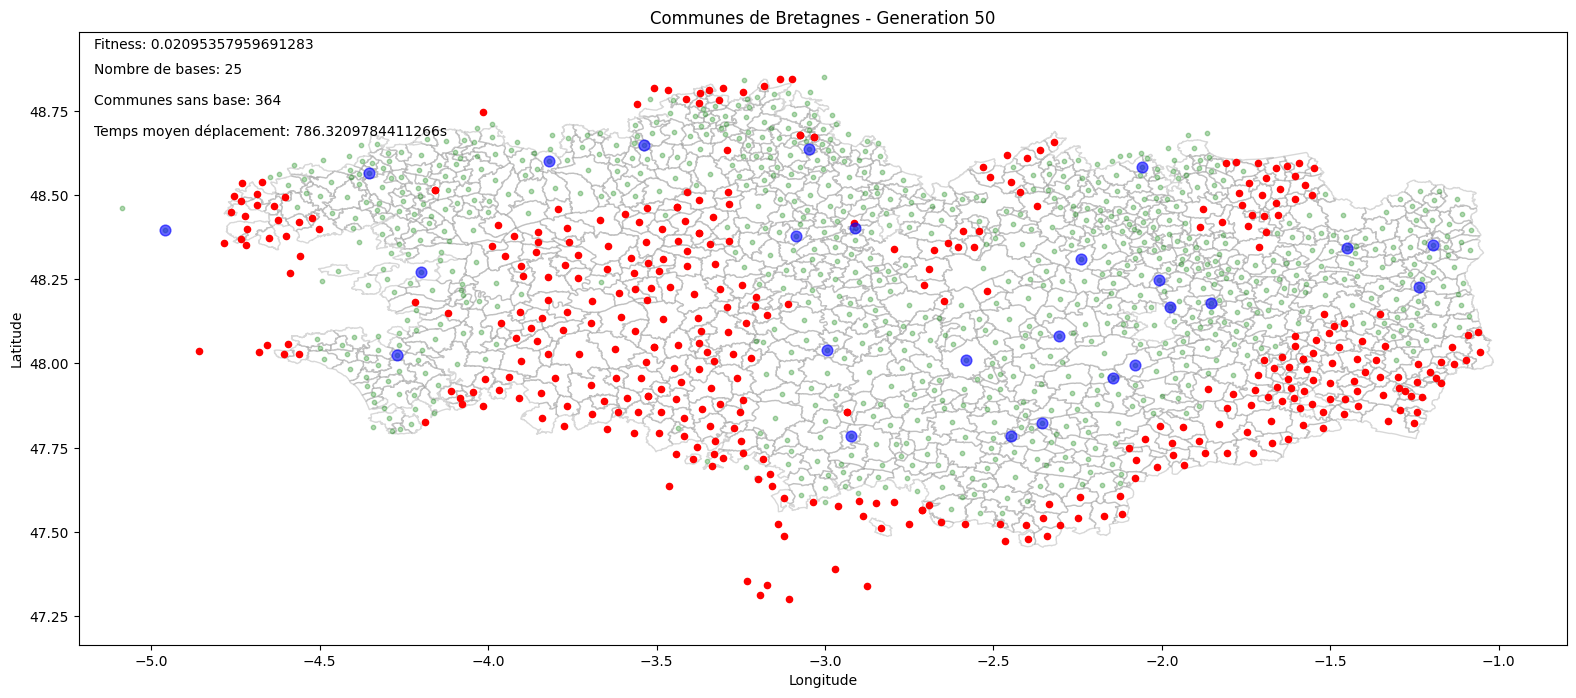 Communes de Bretagnes - Generation 50
Fitness: 0.02095357959691283
Nombre de bases: 25
Communes sans base: 364
Temps moyen déplacement: 786.3209784411266s
Latitude
48.75
48.50
48.25
48.00
47.75
47.50
47.25
−5.0 −4.5 −4.0 −3.5 −3.0 −2.5 −2.0 −1.5 −1.0
Longitude